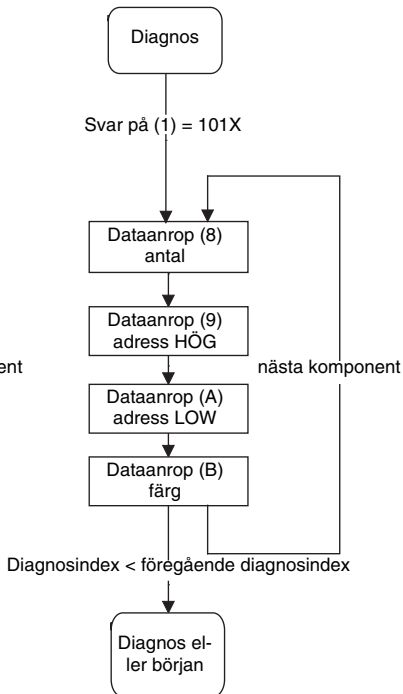 Diagnos
Svar på (1) = 101X
Dataanrop (8)
antal
Dataanrop (9)
adress HÖG
ent
nästa komponent
Dataanrop (A)
adress LOW
Dataanrop (B)
färg
Diagnosindex < föregående diagnosindex
Diagnos el-
ler början